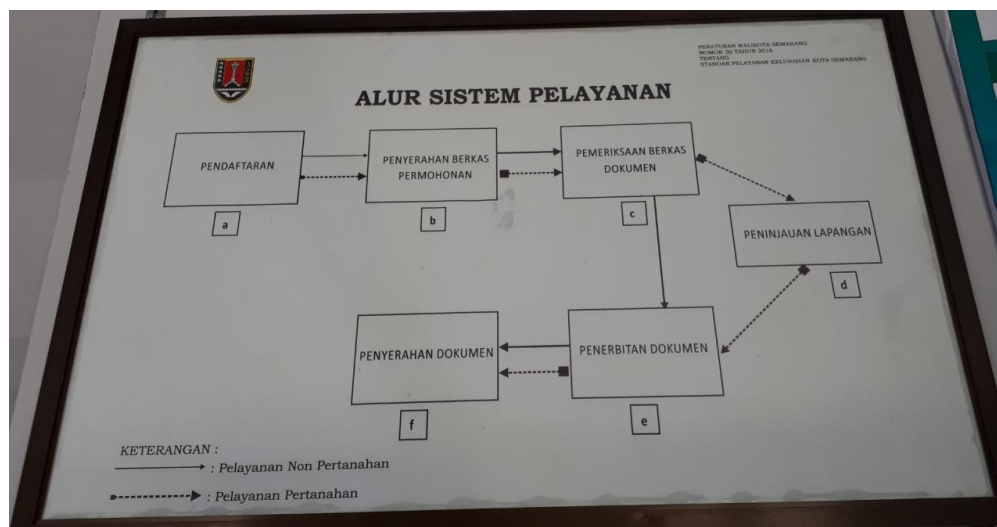 PERATURAN WALIKOTA SEMARANG
NOMOR 50 TAHUN 2016
TENTANG
STANDAR PELAYANAN KELURAHAN KOTA SEMARANG
ALUR SISTEM PELAYANAN
PENDAFTARAN
a
PENYERAHAN BERKAS
PERMOHONAN
b
PEMERIKSAAN BERKAS
DOKUMEN
c
PENINJAUAN LAPANGAN
d
PENERBITAN DOKUMEN
e
PENYERAHAN DOKUMEN
f
KETERANGAN :
: Pelayanan Non Pertanahan
: Pelayanan Pertanahan